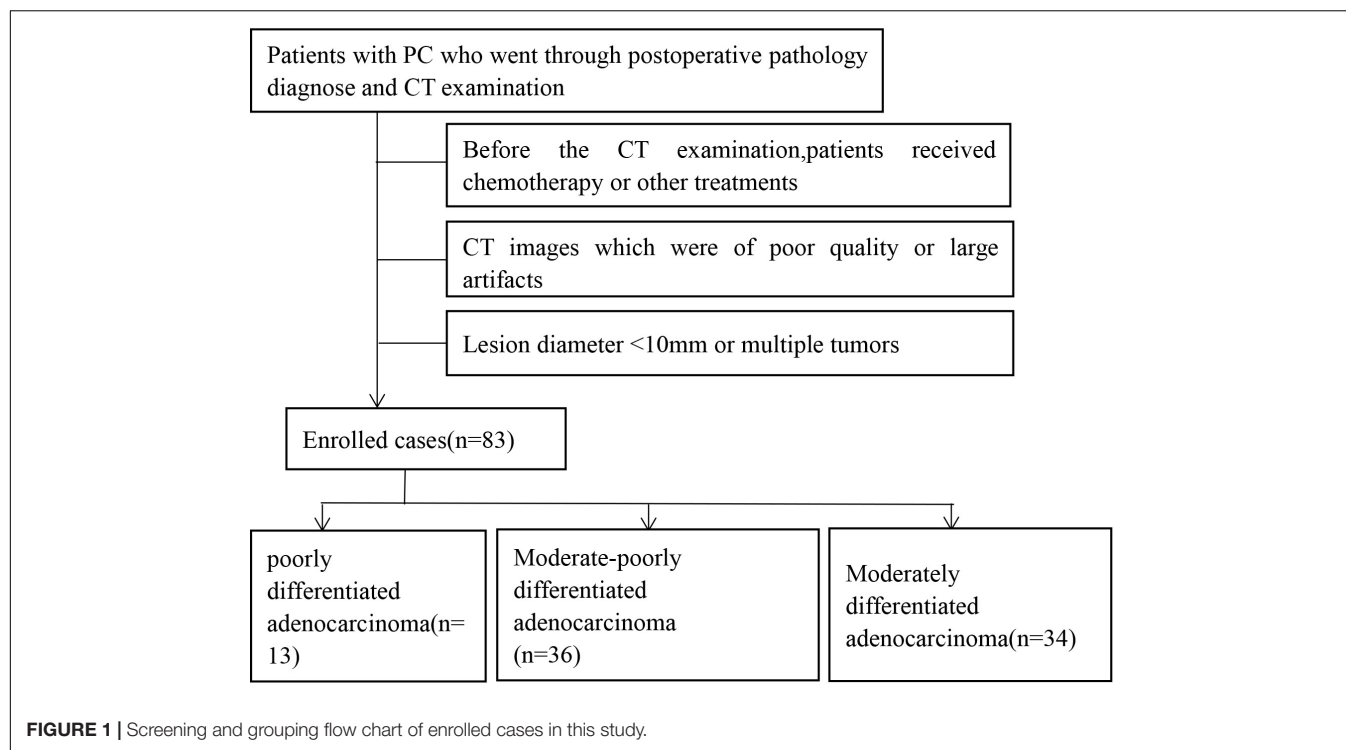 Patients with PC who went through postoperative pathology
diagnose and CT examination
Before the CT examination,patients received
chemotherapy or other treatments
CT images which were of poor quality or large
artifacts
Lesion diameter <10mm or multiple tumors
Enrolled cases(n=83)
poorly
differentiated
adenocarcinoma(n=
13)
Moderate-poorly
differentiated
adenocarcinoma
(n=36)
Moderately
differentiated
adenocarcinoma(n=34)
FIGURE 1 | Screening and grouping flow chart of enrolled cases in this study.